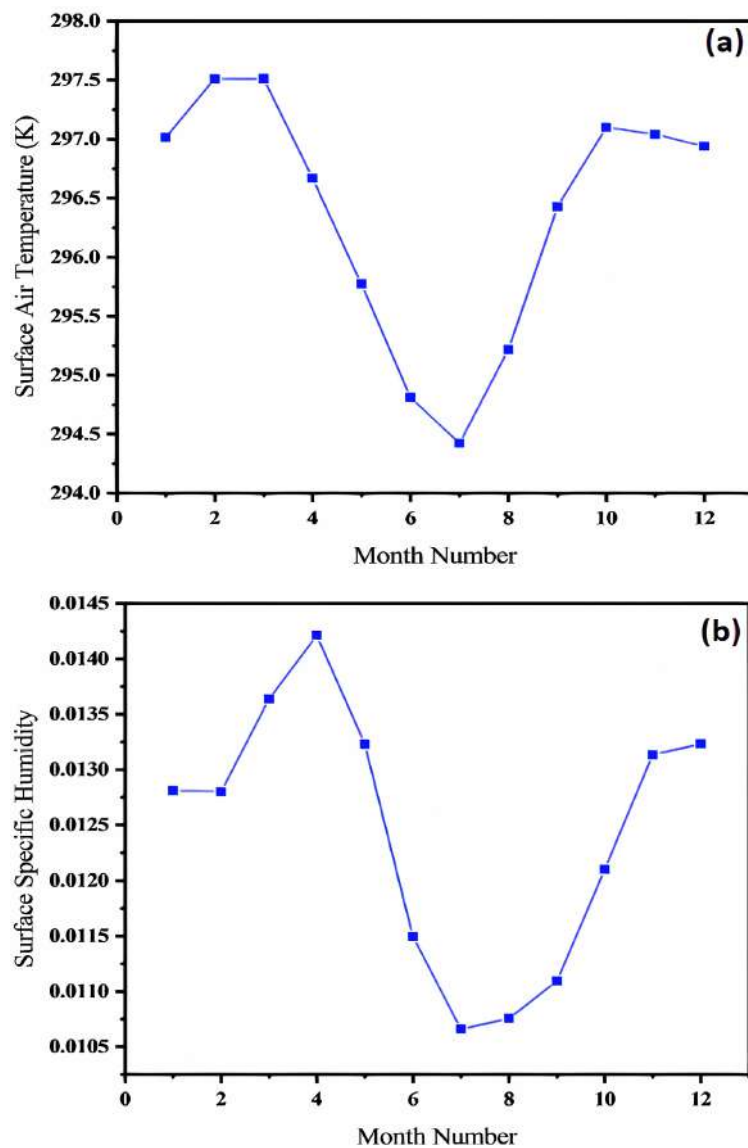 (a)
298.0
297.5
297.0
296.5
296.0
295.5
295.0
294.5
294.0
Surface Air Temperature (K)
0 2 4 6 8 10 12
Month Number
(b)
0.0145
0.0140
0.0135
0.0130
0.0125
0.0120
0.0115
0.0110
0.0105
Surface Specific Humidity
0 2 4 6 8 10 12
Month Number